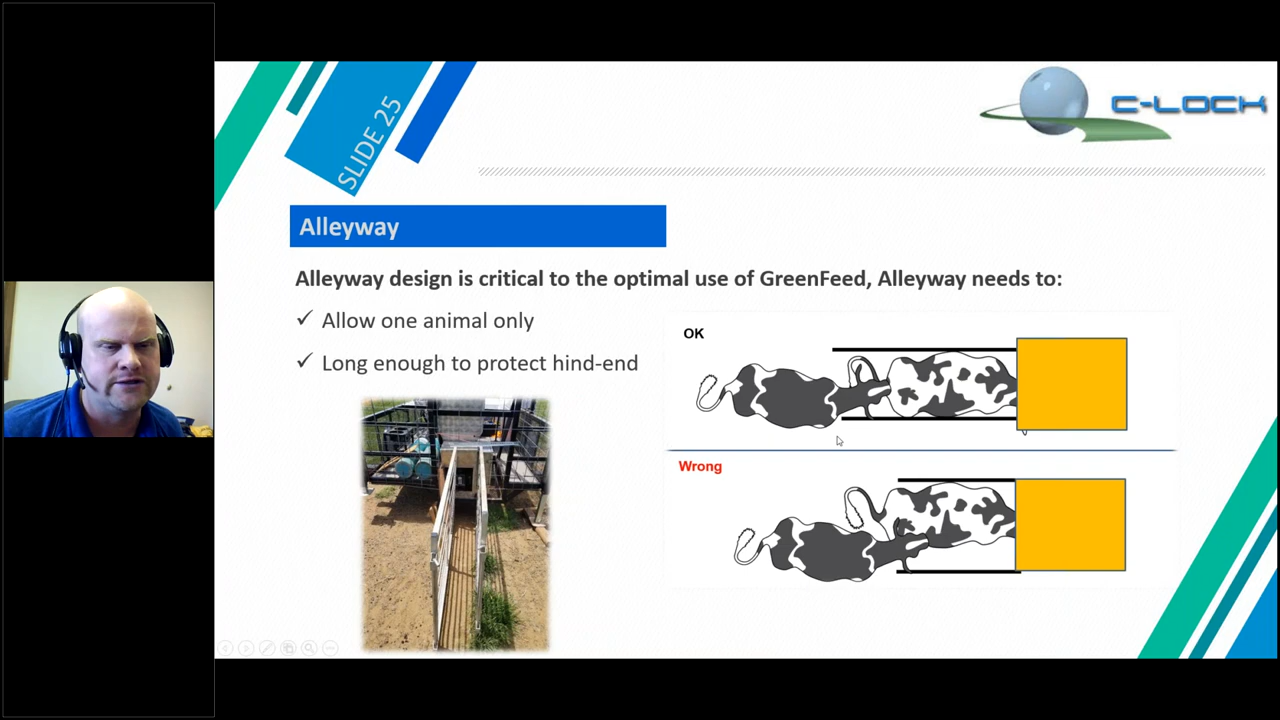 SLIDE 25
C-LOCK
Alleyway
Alleyway design is critical to the optimal use of GreenFeed, Alleyway needs to:
✓ Allow one animal only
✓ Long enough to protect hind-end
OK
Wrong